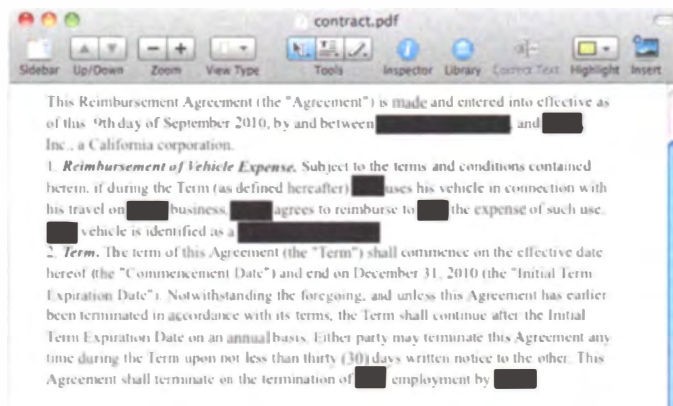 contract.pdf
Sidebar Up/Down Zoom View Type Tools Inspector Library Correct Text Highlight Insert
This Reimbursement Agreement (the "Agreement") is made and entered into effective as
of this 9th day of September 2010, by and between and
Inc., a California corporation.
1. Reimbursement of Vehicle Expense. Subject to the terms and conditions contained
herein, if during the Term (as defined hereafter) uses his vehicle in connection with
his travel on business, agrees to reimburse to the expense of such use.
vehicle is identified as a
2. Term. The term of this Agreement (the "Term") shall commence on the effective date
hereof (the "Commencement Date") and end on December 31, 2010 (the "Initial Term
Expiration Date"). Notwithstanding the foregoing, and unless this Agreement has earlier
been terminated in accordance with its terms, the Term shall continue after the Initial
Term Expiration Date on an annual basis. Either party may terminate this Agreement any
time during the Term upon not less than thirty (30) days written notice to the other. This
Agreement shall terminate on the termination of employment by